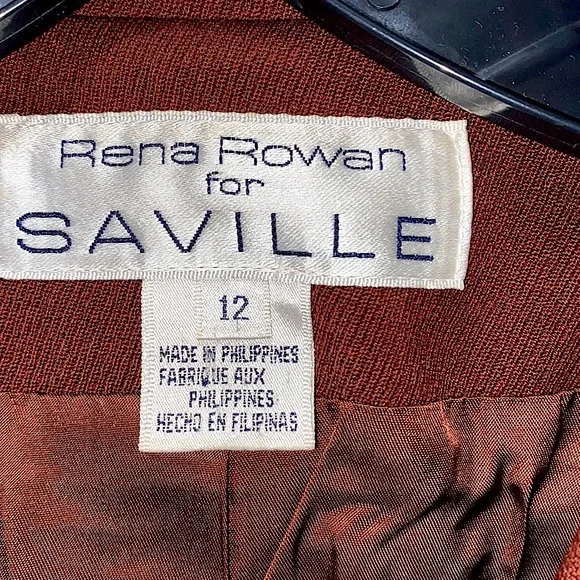 Rena Rowan
for
SAVILLE
12
MADE IN PHILIPPINES
FABRIQUE AUX
PHILIPPINES
HECHO EN FILIPINAS